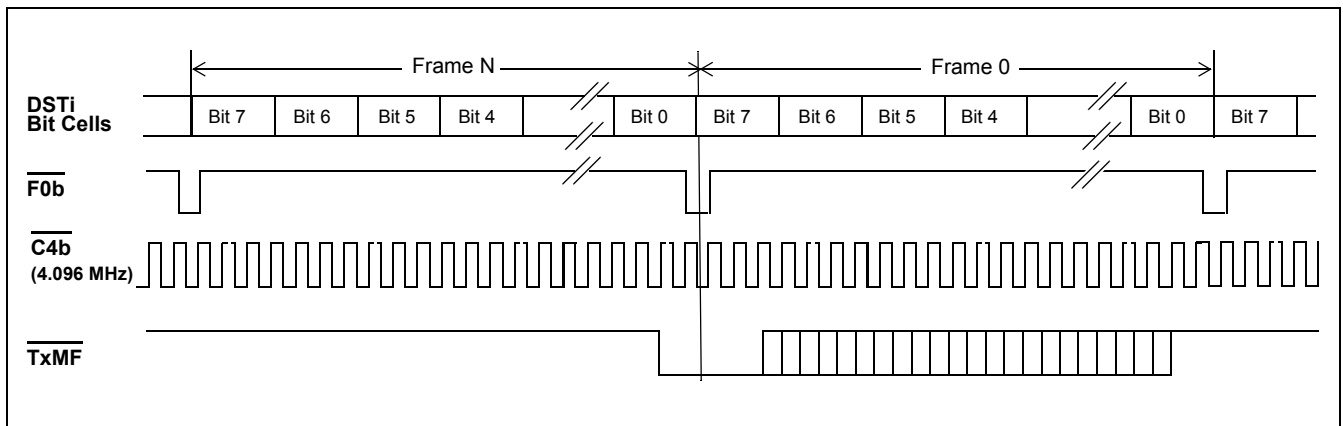 Frame N Frame 0
DSTi
Bit Cells
Bit 7 Bit 6 Bit 5 Bit 4 Bit 0 Bit 7 Bit 6 Bit 5 Bit 4 Bit 0 Bit 7
F0b
C4b
(4.096 MHz)
TxMF